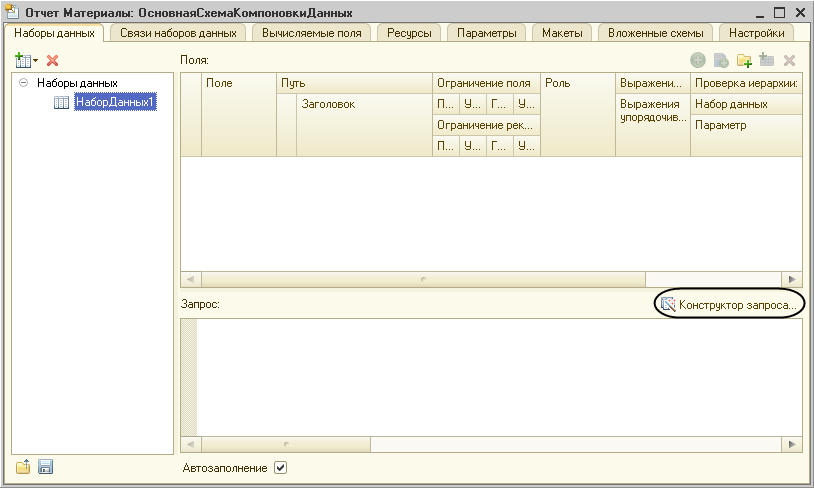 Отчет Материалы: ОсновнаяСхемаКомпоновкиДанных
Наборы данных Связи наборов данных Вычисляемые поля Ресурсы Параметры Макеты Вложенные схемы Настройки
Поля:
Наборы данных
НаборДанных1
Поле Путь Ограничение поля Роль Выражени... Проверка иерархии:
Заголовок П... У... Г... У... Выражения упорядочив... Набор данных
Ограничение рек... Параметр
П... У... Г... У...
Запрос: Конструктор запроса...
Автозаполнение